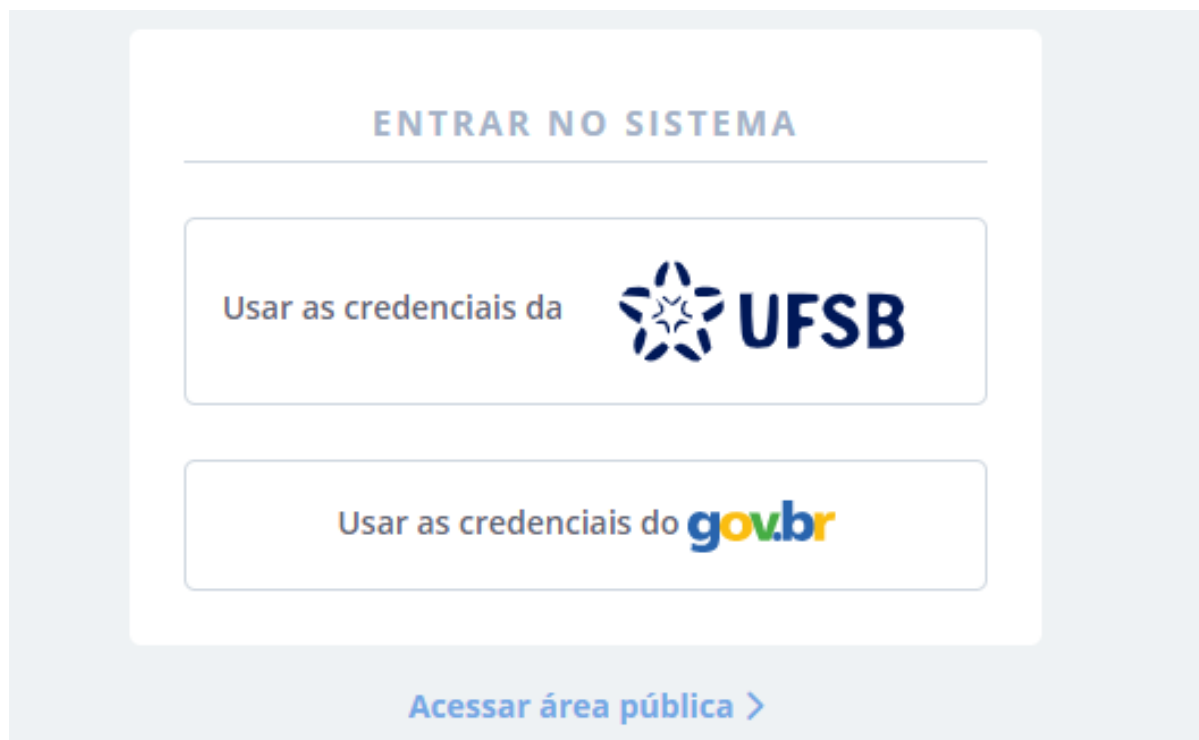 ENTRAR NO SISTEMA
Usar as credenciais da UFSB
Usar as credenciais do gov.br
Acessar área pública >